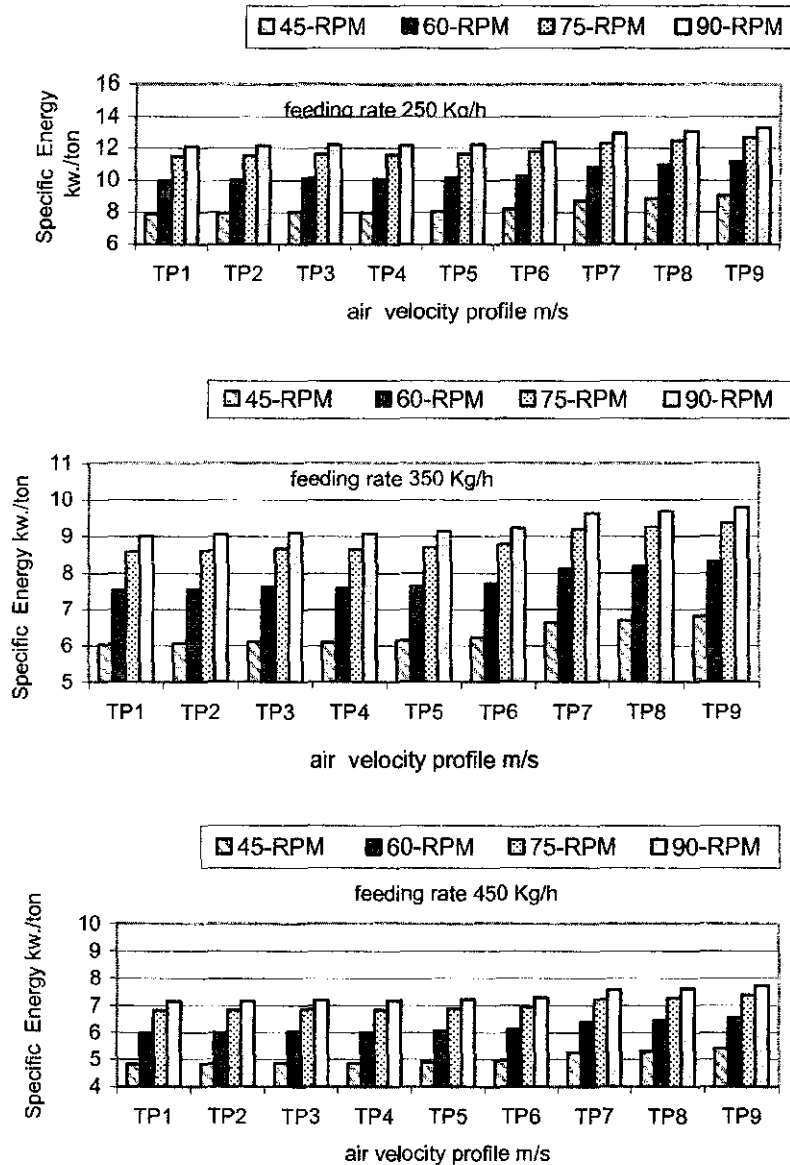 45-RPM 60-RPM 75-RPM 90-RPM
feeding rate 250 Kg/h
Specific Energy
kw./ton
16
14
12
10
8
6
TP1 TP2 TP3 TP4 TP5 TP6 TP7 TP8 TP9
air velocity profile m/s
45-RPM 60-RPM 75-RPM 90-RPM
feeding rate 350 Kg/h
Specific Energy kw./ton
11
10
9
8
7
6
5
TP1 TP2 TP3 TP4 TP5 TP6 TP7 TP8 TP9
air velocity profile m/s
45-RPM 60-RPM 75-RPM 90-RPM
feeding rate 450 Kg/h
Specific Energy kw./ton
10
9
8
7
6
5
4
TP1 TP2 TP3 TP4 TP5 TP6 TP7 TP8 TP9
air velocity profile m/s